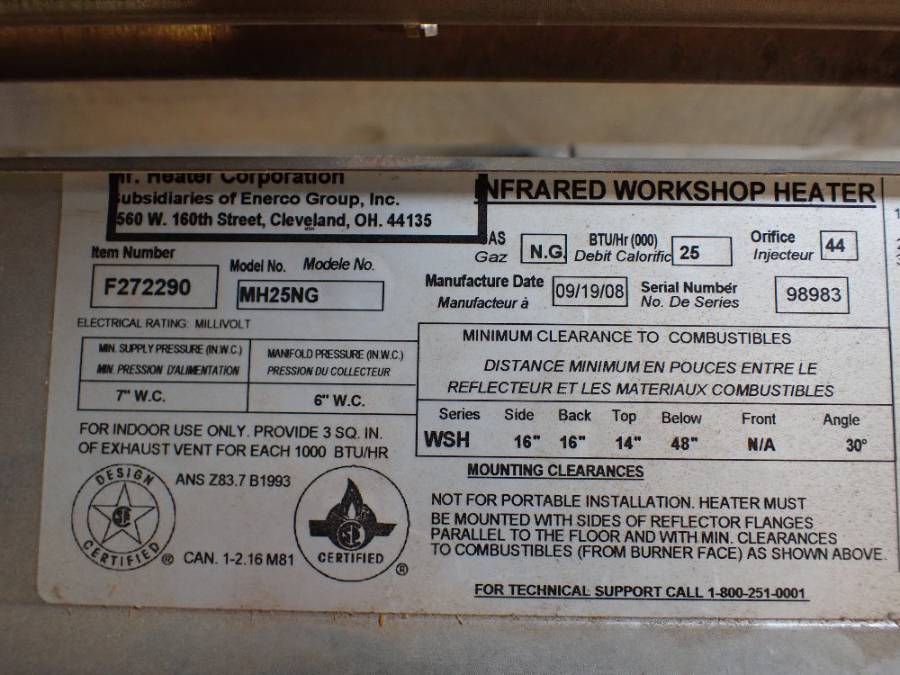 Mr. Heater Corporation
Subsidiaries of Enerco Group, Inc.
560 W. 160th Street, Cleveland, OH. 44135
INFRARED WORKSHOP HEATER
GAS
Gaz
N.G.
BTU/Hr (000)
Debit Calorific
25
Orifice
Injecteur
44
Item Number
F272290
Model No. Modele No.
MH25NG
Manufacture Date
Manufacteur à
09/19/08
Serial Number
No. De Series
98983
ELECTRICAL RATING: MILLIVOLT
MIN. SUPPLY PRESSURE (IN.W.C.)
MIN. PRESSION D'ALIMENTATION
MANIFOLD PRESSURE (IN.W.C.)
PRESSION DU COLLECTEUR
7" W.C.
6" W.C.
FOR INDOOR USE ONLY. PROVIDE 3 SQ. IN.
OF EXHAUST VENT FOR EACH 1000 BTU/HR
DESIGN
CERTIFIED ®
ANS Z83.7 B1993
CAN. 1-2.16 M81
CERTIFIED ®
MINIMUM CLEARANCE TO COMBUSTIBLES
DISTANCE MINIMUM EN POUCES ENTRE LE
REFLECTEUR ET LES MATERIAUX COMBUSTIBLES
Series Side Back Top Below Front Angle
WSH 16" 16" 14" 48" N/A 30°
MOUNTING CLEARANCES
NOT FOR PORTABLE INSTALLATION. HEATER MUST
BE MOUNTED WITH SIDES OF REFLECTOR FLANGES
PARALLEL TO THE FLOOR AND WITH MIN. CLEARANCES
TO COMBUSTIBLES (FROM BURNER FACE) AS SHOWN ABOVE.
FOR TECHNICAL SUPPORT CALL 1-800-251-0001